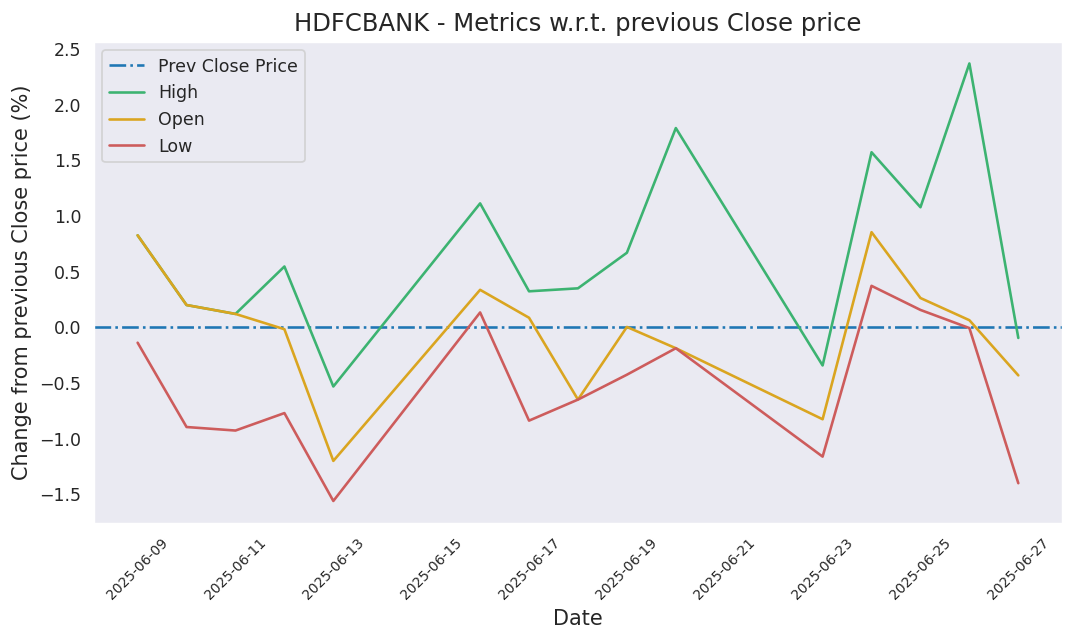 HDFCBANK - Metrics w.r.t. previous Close price
Change from previous Close price (%)
2.5
2.0
1.5
1.0
0.5
0.0
−0.5
−1.0
−1.5
Prev Close Price
High
Open
Low
2025-06-09
2025-06-11
2025-06-13
2025-06-15
2025-06-17
2025-06-19
2025-06-21
2025-06-23
2025-06-25
2025-06-27
Date